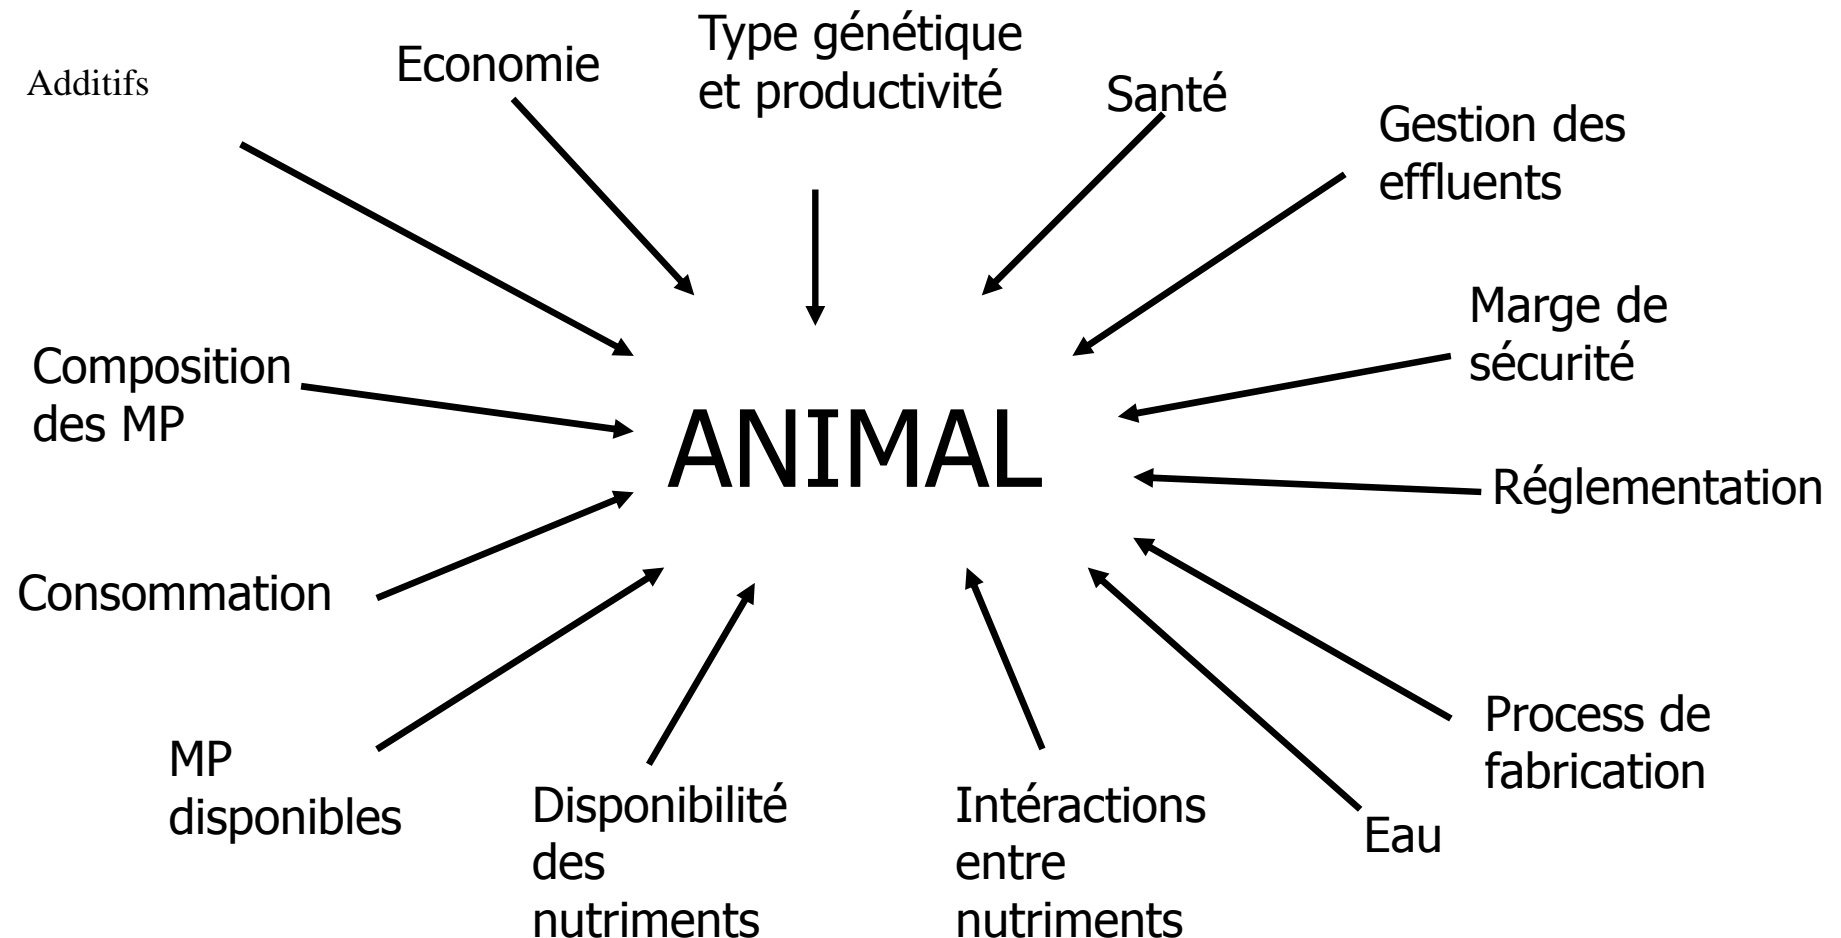 Additifs
Economie
Type génétique
et productivité
Santé
Gestion des
effluents
Marge de
sécurité
Composition
des MP
ANIMAL
Réglementation
Consommation
Process de
fabrication
MP
disponibles
Disponibilité
des
nutriments
Intéractions
entre
nutriments
Eau